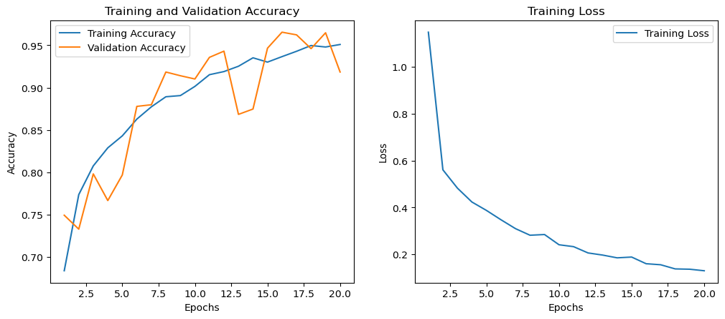 Training and Validation Accuracy
Training Accuracy
Validation Accuracy
0.95
0.90
0.85
0.80
0.75
0.70
Accuracy
2.5 5.0 7.5 10.0 12.5 15.0 17.5 20.0
Epochs
Training Loss
Training Loss
1.0
0.8
0.6
0.4
0.2
Loss
2.5 5.0 7.5 10.0 12.5 15.0 17.5 20.0
Epochs